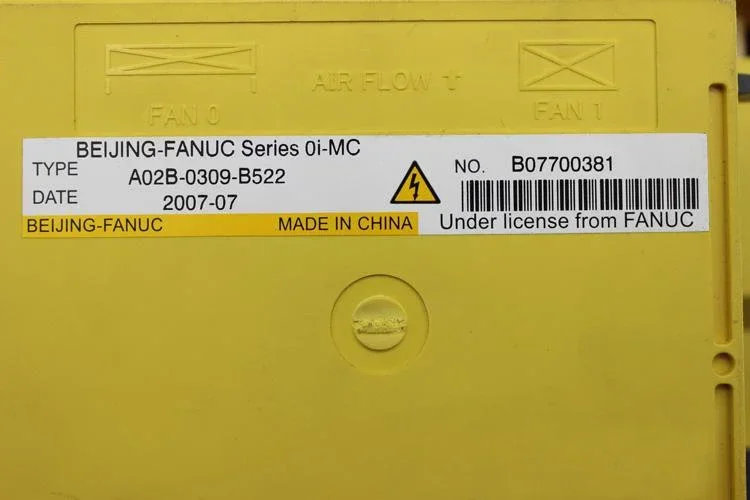 AIR FLOW ↑
FAN 0
FAN 1
BEIJING-FANUC Series 0i-MC
TYPE A02B-0309-B522
DATE 2007-07
NO. B07700381
BEIJING-FANUC MADE IN CHINA
Under license from FANUC